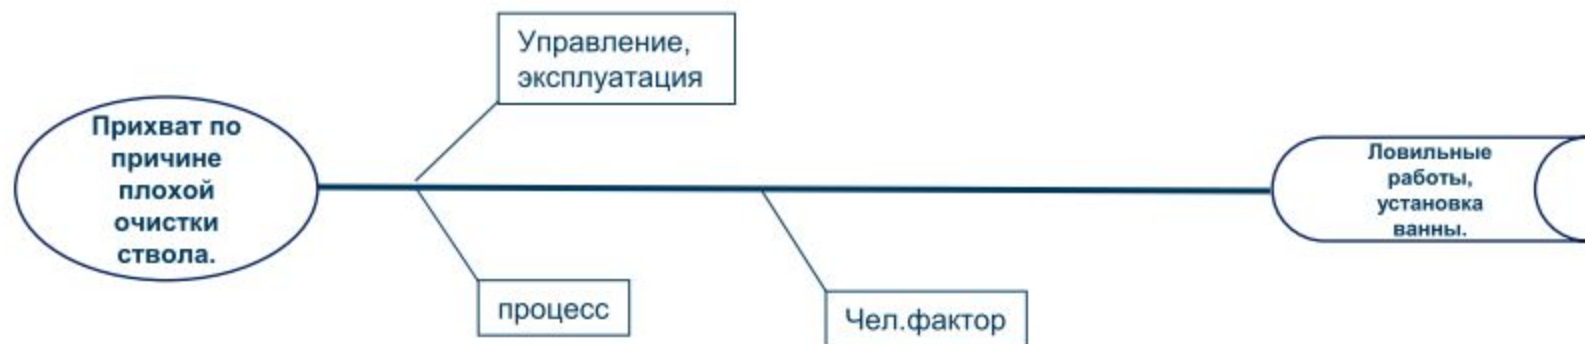 Управление,
эксплуатация
Прихват по
причине
плохой
очистки
ствола.
Ловильные
работы,
установка
ванны.
процесс
Чел.фактор